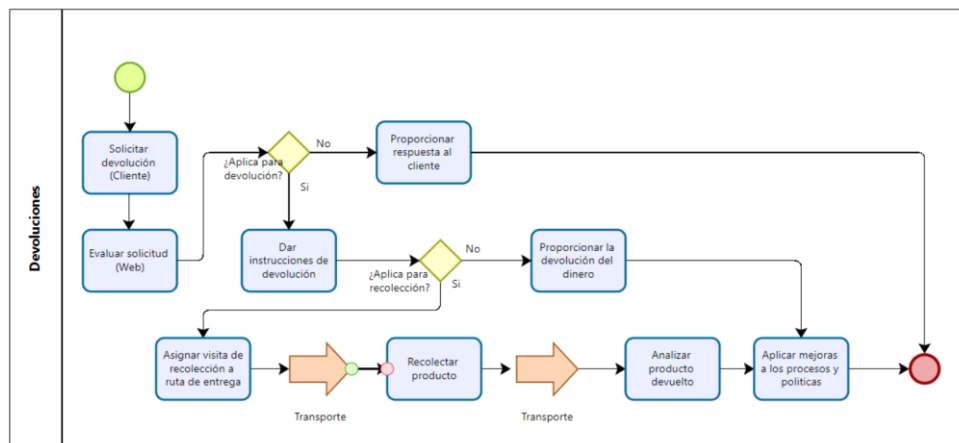 Devoluciones
Solicitar
devolución
(Cliente)
Evaluar solicitud
(Web)
¿Aplica para
devolución?
No
Si
Proporcionar
respuesta al
cliente
Dar
instrucciones de
devolución
¿Aplica para
recolección?
No
Si
Proporcionar la
devolución del
dinero
Asignar visita de
recolección a
ruta de entrega
Transporte
Recolectar
producto
Transporte
Analizar
producto
devuelto
Aplicar mejoras
a los procesos y
politicas